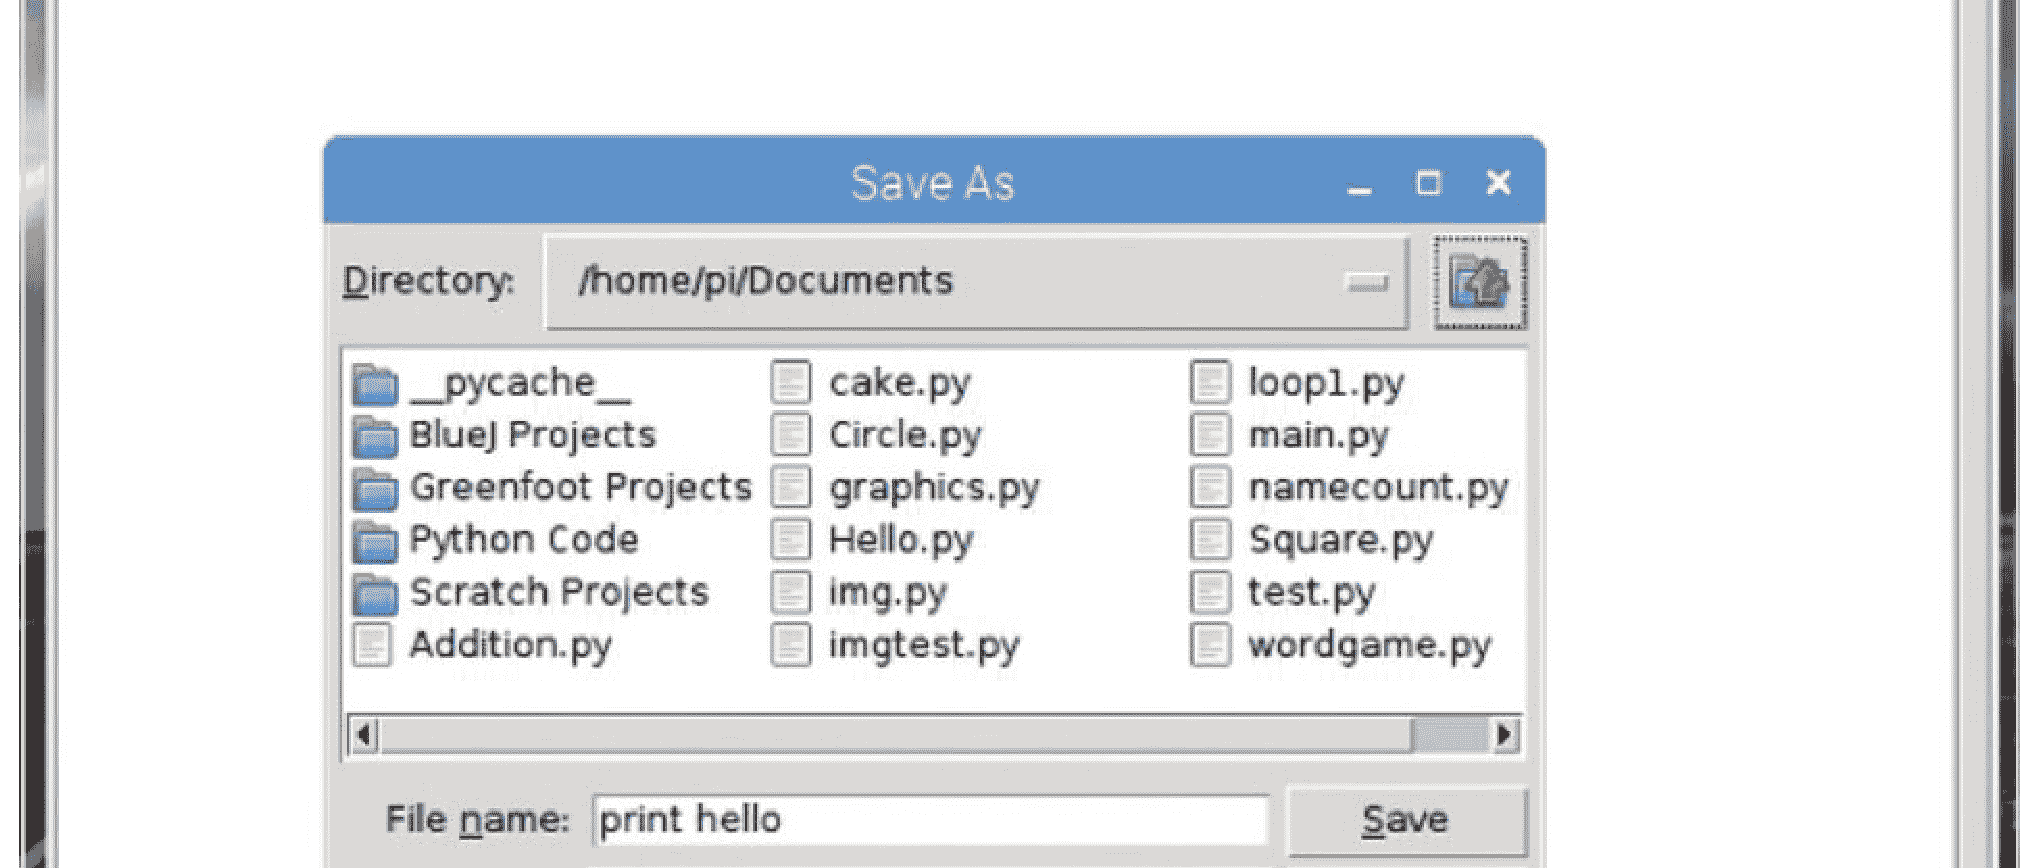 Save As
Directory: /home/pi/Documents
__pycache__ cake.py loop1.py
BlueJ Projects Circle.py main.py
Greenfoot Projects graphics.py namecount.py
Python Code Hello.py Square.py
Scratch Projects img.py test.py
Addition.py imgtest.py wordgame.py
File name: print hello Save